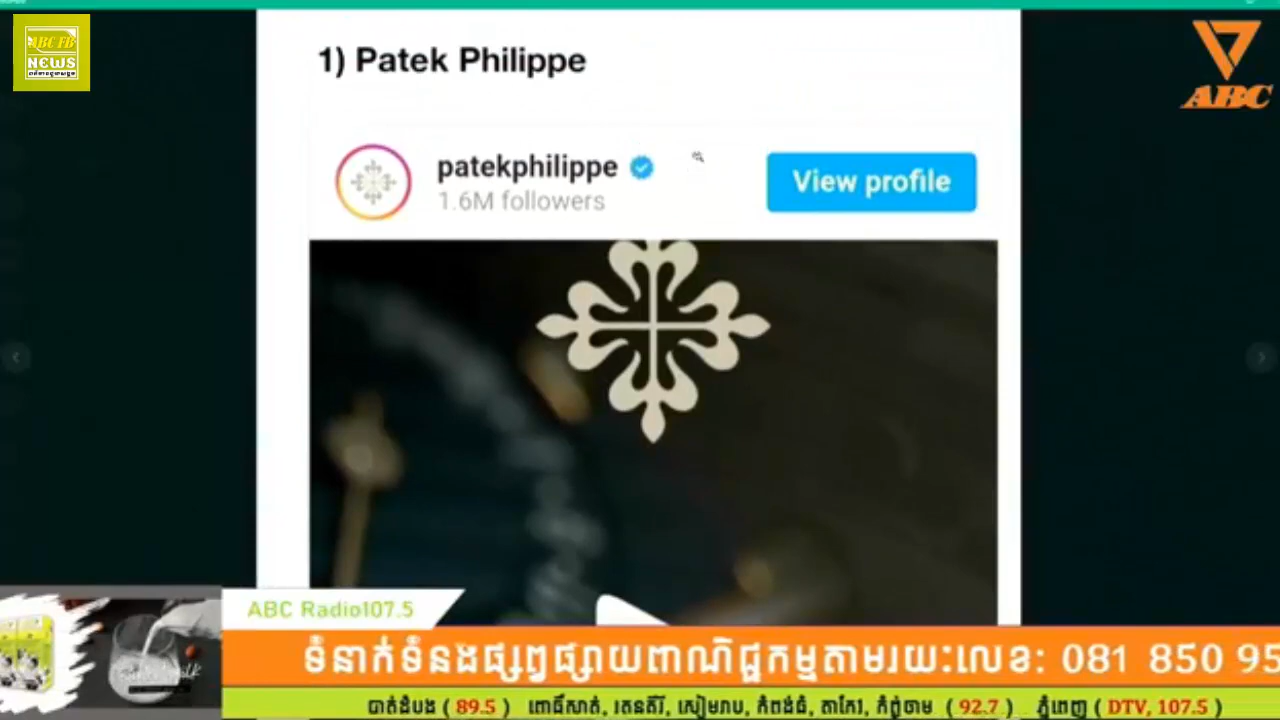 ABC FB
NEWS
1) Patek Philippe
ABC
patekphilippe
1.6M followers
View profile
ABC Radio107.5
ទំនាក់ទំនងផ្សព្វផ្សាយពាណិជ្ជកម្មតាមរយៈលេខ: 081 850 95
បាត់ដំបង ( 89.5 ) ពោធិ៍សាត់, រតនគីរី, សៀមរាប, កំពង់ធំ, តាកែវ, កំពង់ចាម ( 92.7 ) ភ្នំពេញ ( DTV, 107.5 )